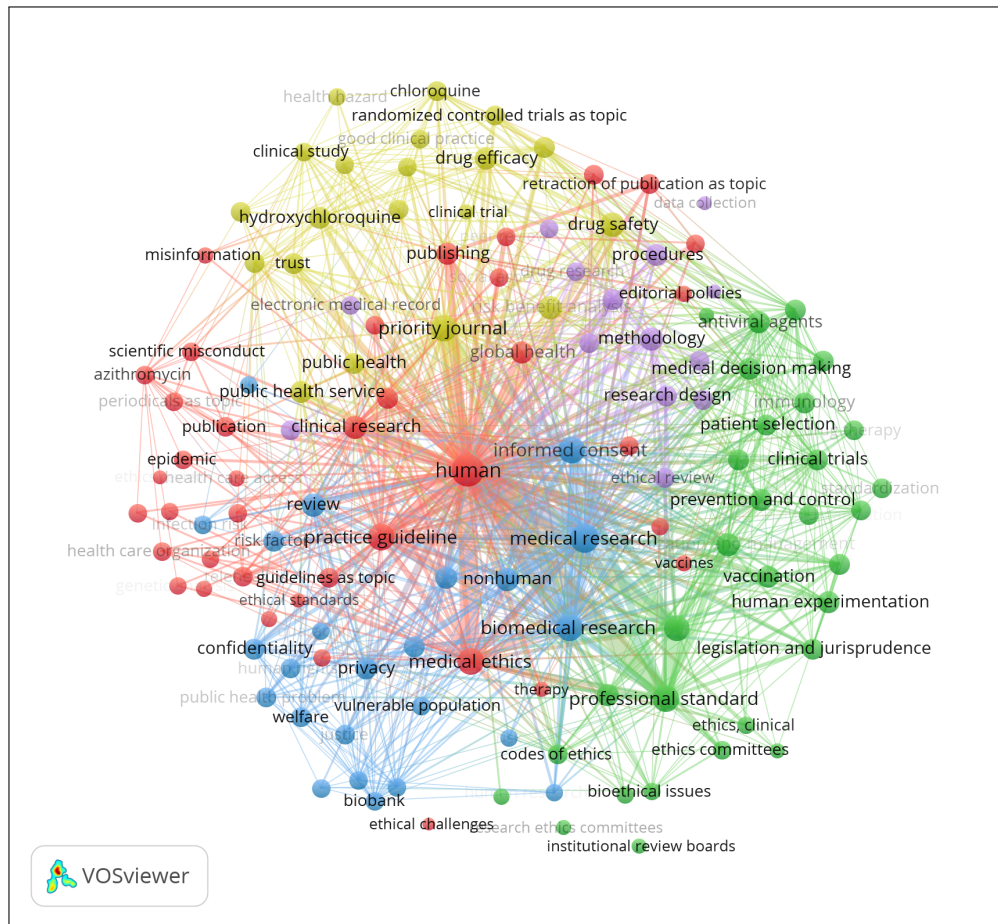 chloroquine
health hazard
randomized controlled trials as topic
good clinical practice
clinical study
drug efficacy
retraction of publication as topic
data collection
clinical trial
hydroxychloroquine
drug safety
misinformation
publishing
procedures
trust
drug research
editorial policies
electronic medical record
risk benefit analysis
antiviral agents
priority journal
methodology
scientific misconduct
global health
public health
medical decision making
azithromycin
public health service
research design
periodicals as topic
immunology
publication
clinical research
patient selection
therapy
informed consent
epidemic
clinical trials
human
health care access
ethical review
standardization
prevention and control
review
infection risk
practice guideline
medical research
risk factor
health care organization
vaccines
guidelines as topic
nonhuman
vaccination
ethical standards
human experimentation
biomedical research
confidentiality
legislation and jurisprudence
medical ethics
privacy
therapy
public health problem
professional standard
vulnerable population
welfare
ethics, clinical
justice
codes of ethics
ethics committees
biobank
bioethical issues
ethical challenges
research ethics committees
institutional review boards
VOSviewer